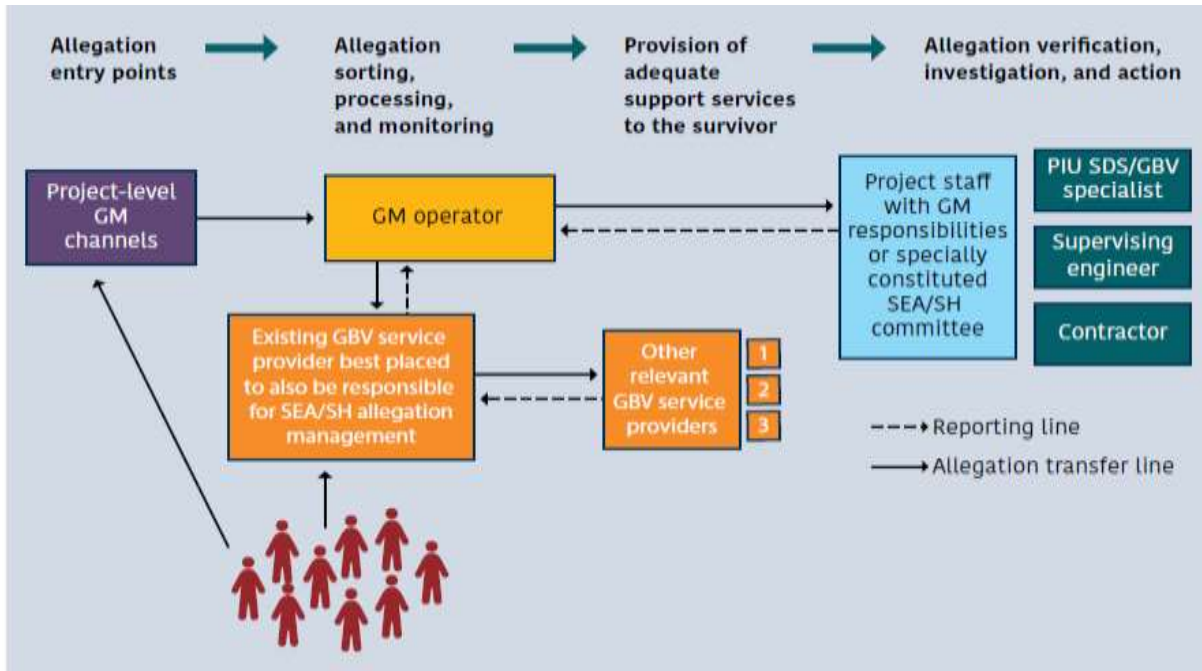 Allegation
entry points
Allegation
sorting,
processing,
and monitoring
Provision of
adequate
support services
to the survivor
Allegation verification,
investigation, and action
Project-level
GM
channels
GM operator
Project staff
with GM
responsibilities
or specially
constituted
SEA/SH
committee
PIU SDS/GBV
specialist
Supervising
engineer
Contractor
Existing GBV service
provider best placed
to also be responsible
for SEA/SH allegation
management
Other
relevant
GBV service
providers
1
2
3
Reporting line
Allegation transfer line